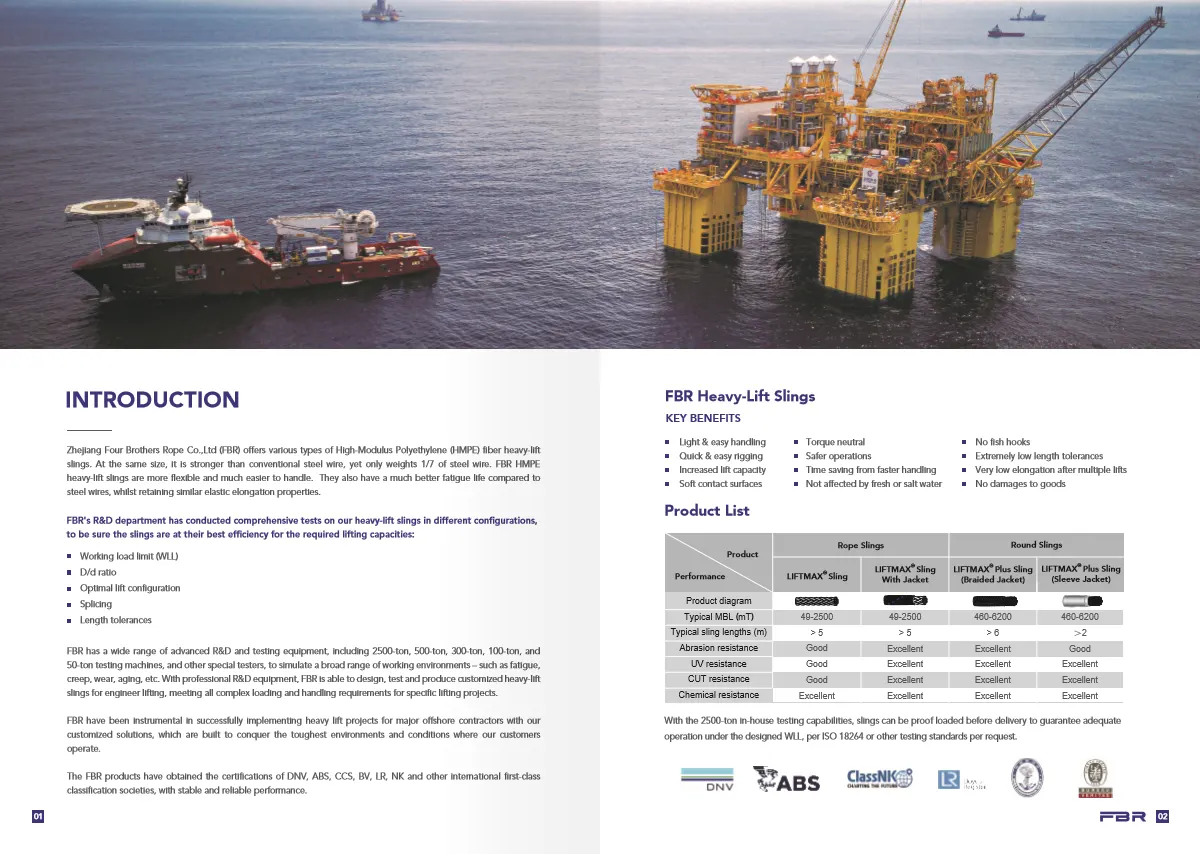 INTRODUCTION
Zhejiang Four Brothers Rope Co.,Ltd (FBR) offers various types of High-Modulus Polyethylene (HMPE) fiber heavy-lift
slings. At the same size, it is stronger than conventional steel wire, yet only weights 1/7 of steel wire. FBR HMPE
heavy-lift slings are more flexible and much easier to handle. They also have a much better fatigue life compared to
steel wires, whilst retaining similar elastic elongation properties.
FBR's R&D department has conducted comprehensive tests on our heavy-lift slings in different configurations,
to be sure the slings are at their best efficiency for the required lifting capacities:
Working load limit (WLL)
D/d ratio
Optimal lift configuration
Splicing
Length tolerances
FBR has a wide range of advanced R&D and testing equipment, including 2500-ton, 500-ton, 300-ton, 100-ton, and
50-ton testing machines, and other special testers, to simulate a broad range of working environments – such as fatigue,
creep, wear, aging, etc. With professional R&D equipment, FBR is able to design, test and produce customized heavy-lift
slings for engineer lifting, meeting all complex loading and handling requirements for specific lifting projects.
FBR have been instrumental in successfully implementing heavy lift projects for major offshore contractors with our
customized solutions, which are built to conquer the toughest environments and conditions where our customers
operate.
The FBR products have obtained the certifications of DNV, ABS, CCS, BV, LR, NK and other international first-class
classification societies, with stable and reliable performance.
01
FBR Heavy-Lift Slings
KEY BENEFITS
Light & easy handling
Quick & easy rigging
Increased lift capacity
Soft contact surfaces
Torque neutral
Safer operations
Time saving from faster handling
Not affected by fresh or salt water
No fish hooks
Extremely low length tolerances
Very low elongation after multiple lifts
No damages to goods
Product List
Product Rope Slings Round Slings
Performance LIFTMAX® Sling LIFTMAX® Sling With Jacket LIFTMAX® Plus Sling (Braided Jacket) LIFTMAX® Plus Sling (Sleeve Jacket)
Product diagram
Typical MBL (mT) 49-2500 49-2500 460-6200 460-6200
Typical sling lengths (m) > 5 > 5 > 6 >2
Abrasion resistance Good Excellent Excellent Good
UV resistance Good Excellent Excellent Excellent
CUT resistance Good Excellent Excellent Excellent
Chemical resistance Excellent Excellent Excellent Excellent
With the 2500-ton in-house testing capabilities, slings can be proof loaded before delivery to guarantee adequate
operation under the designed WLL, per ISO 18264 or other testing standards per request.
DNV
ABS
ClassNK
CHARTING THE FUTURE
LR
FBR 02